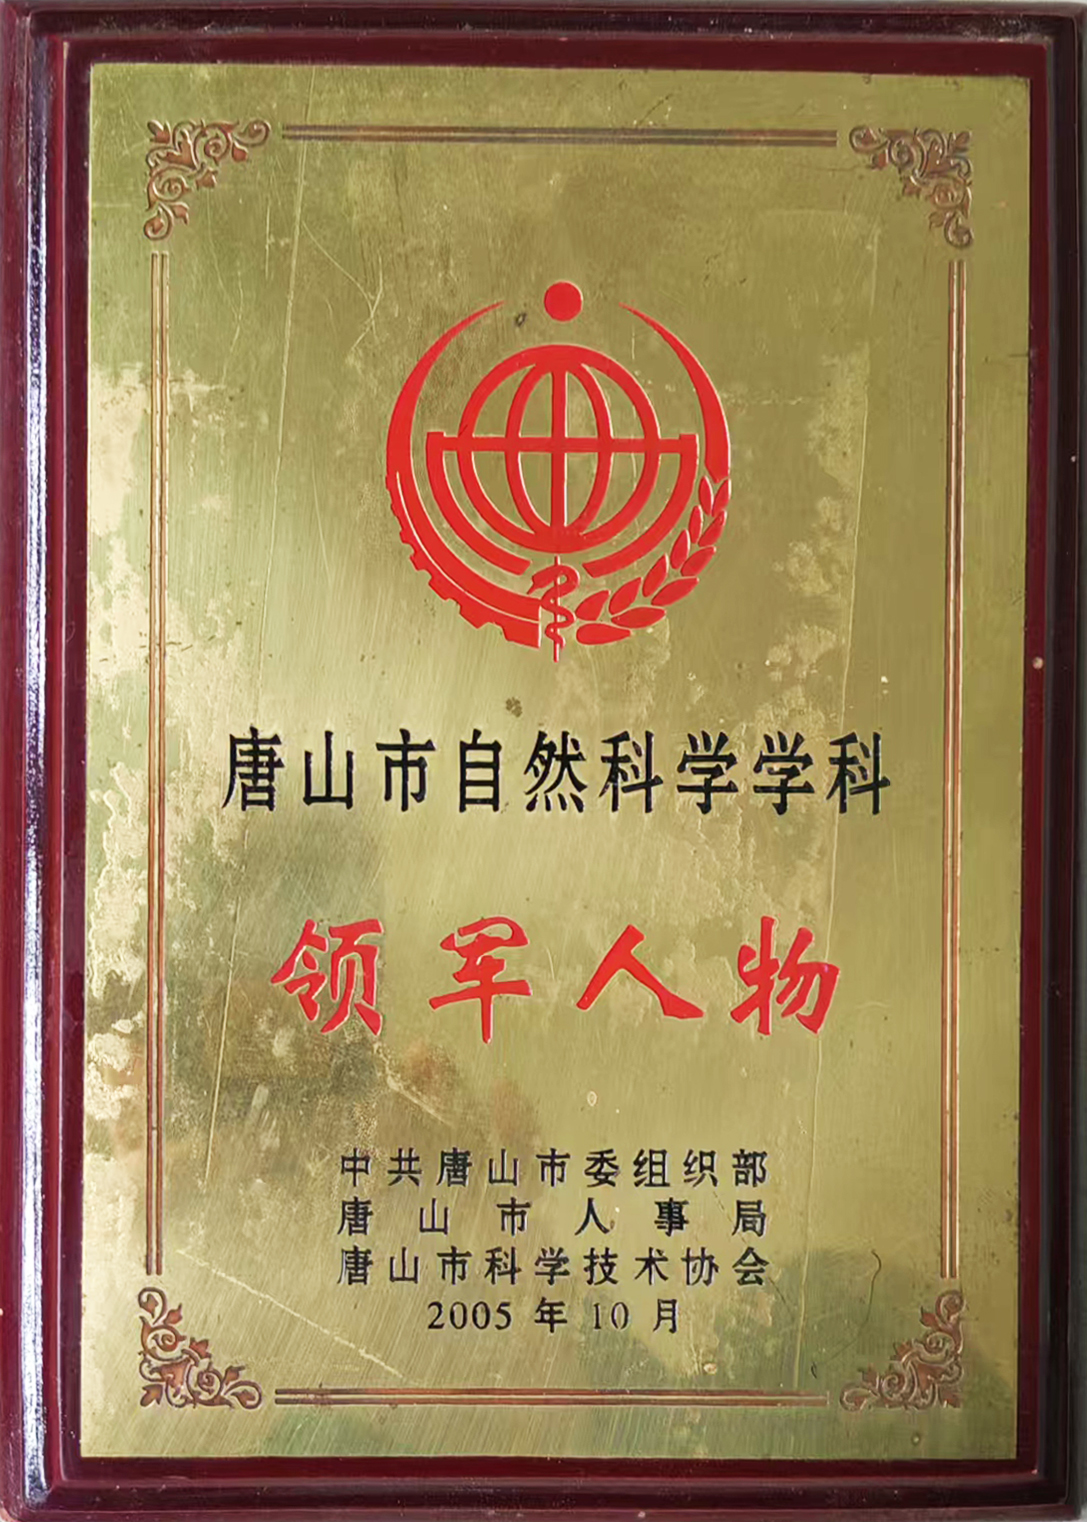 唐山市自然科学学科
领军人物
中共唐山市委组织部
唐山市人事局
唐山市科学技术协会
2005年10月